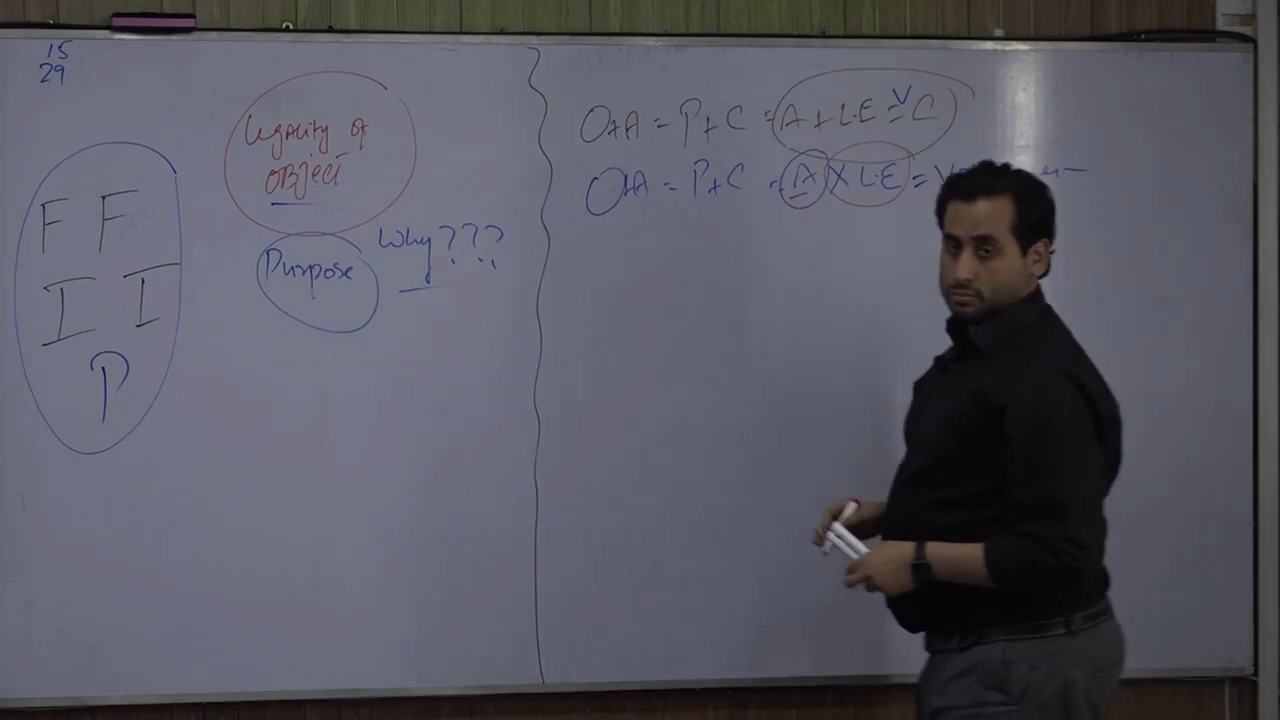 15
29
F F
I I
P
legality of
object
Purpose
Why???
O+A = P+C = A + L.E = V C
O+A = P+C = A X L.E =